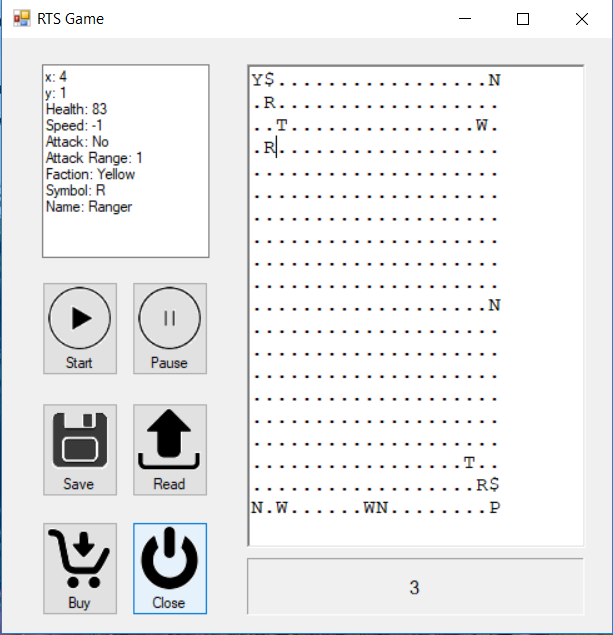 RTS Game
x: 4
y: 1
Health: 83
Speed: -1
Attack: No
Attack Range: 1
Faction: Yellow
Symbol: R
Name: Ranger
Start
Pause
Save
Read
Buy
Close
Y$.................N
.R..................
..T...............W.
.R..................
....................
....................
....................
....................
....................
....................
...................N
....................
....................
....................
....................
....................
....................
.................T..
..................R$
N.W......WN........P
3